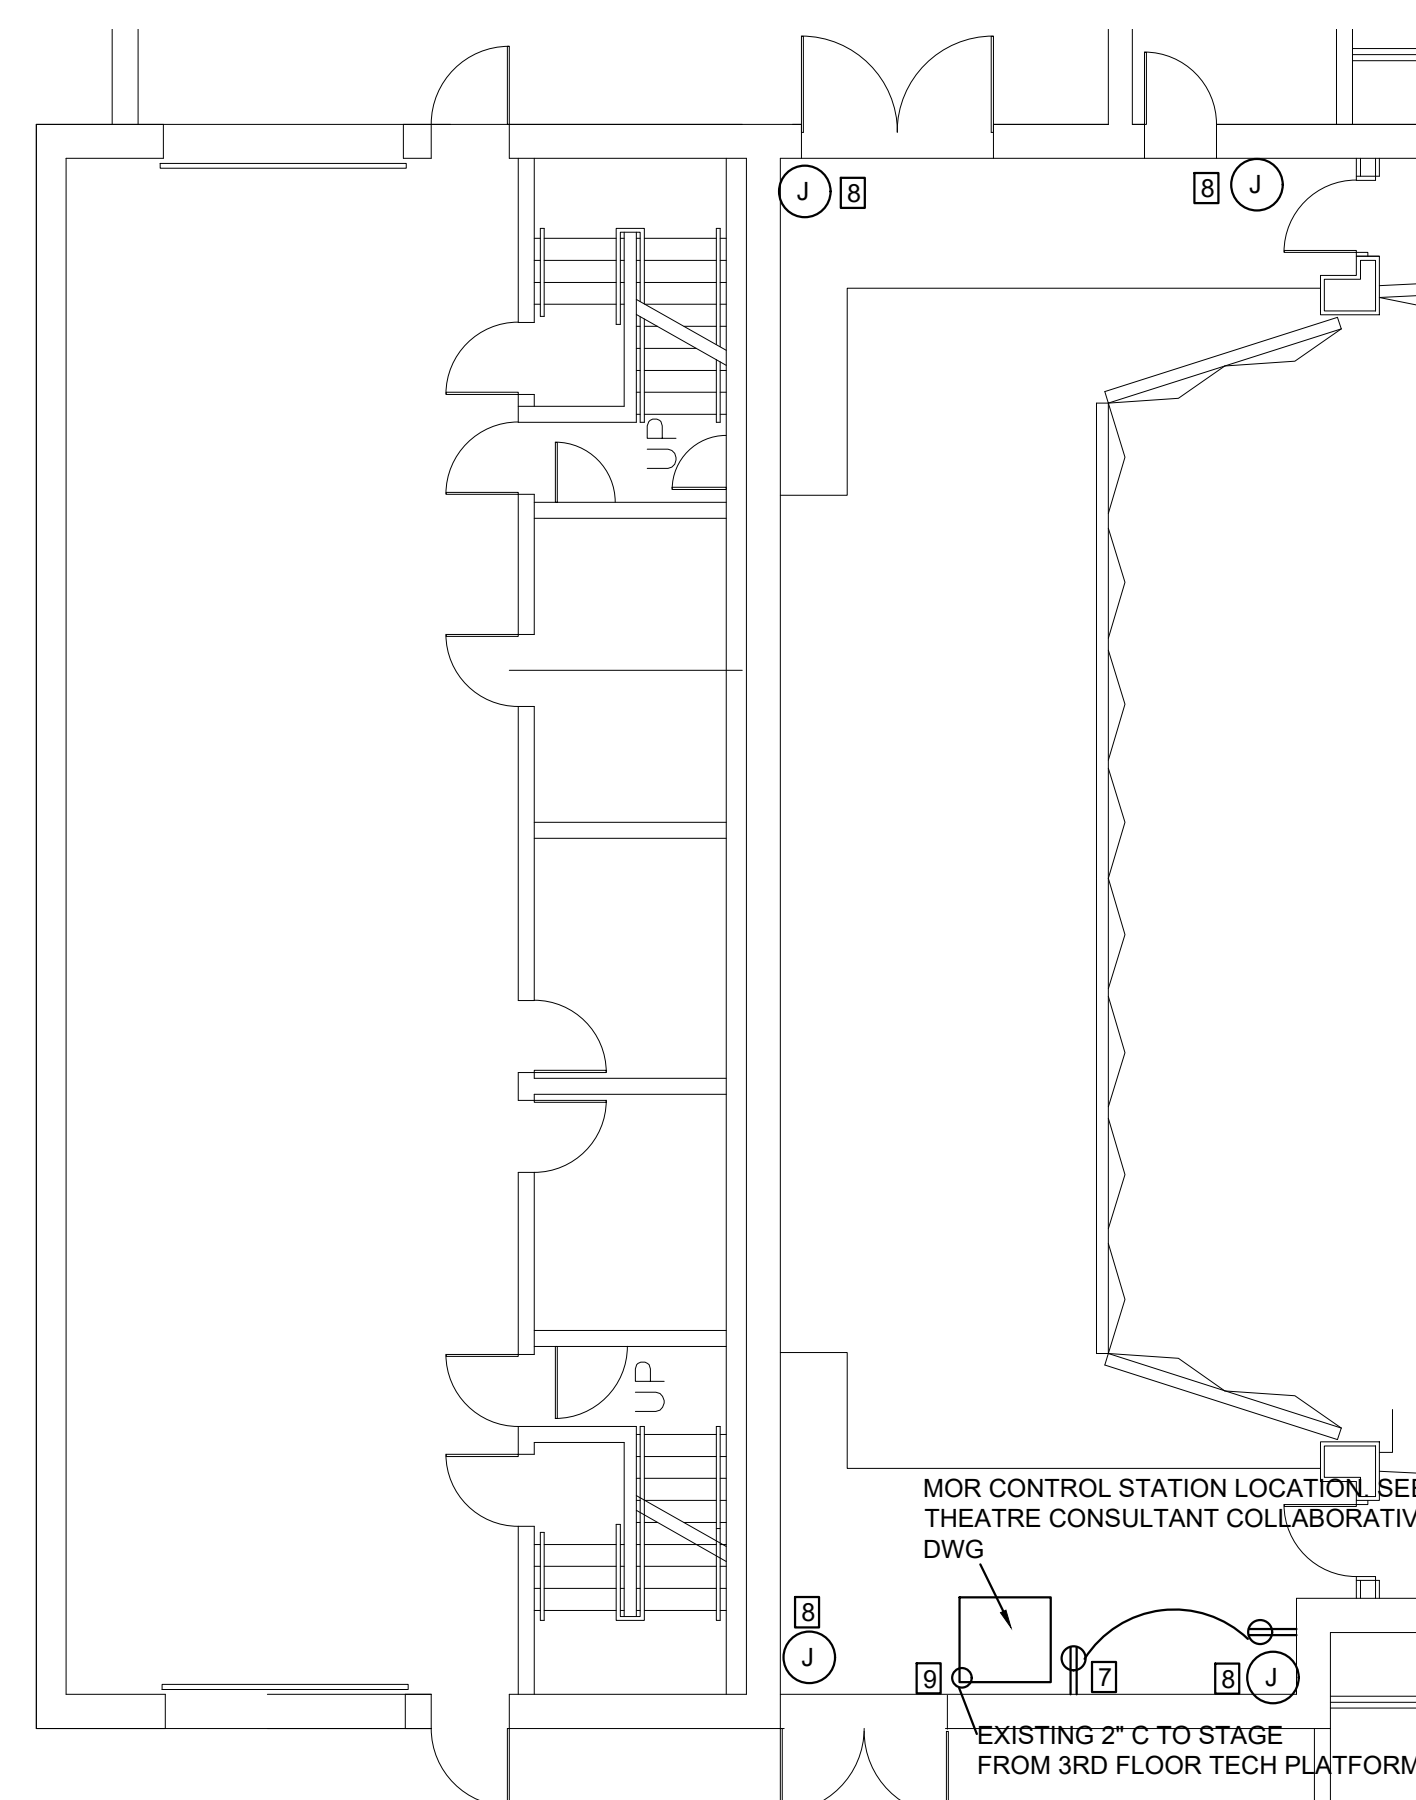 J 8
8 J
UP
UP
MOR CONTROL STATION LOCATION. SEE
THEATRE CONSULTANT COLLABORATIV
DWG
8
J
9
7
8 J
EXISTING 2" C TO STAGE
FROM 3RD FLOOR TECH PLATFORM